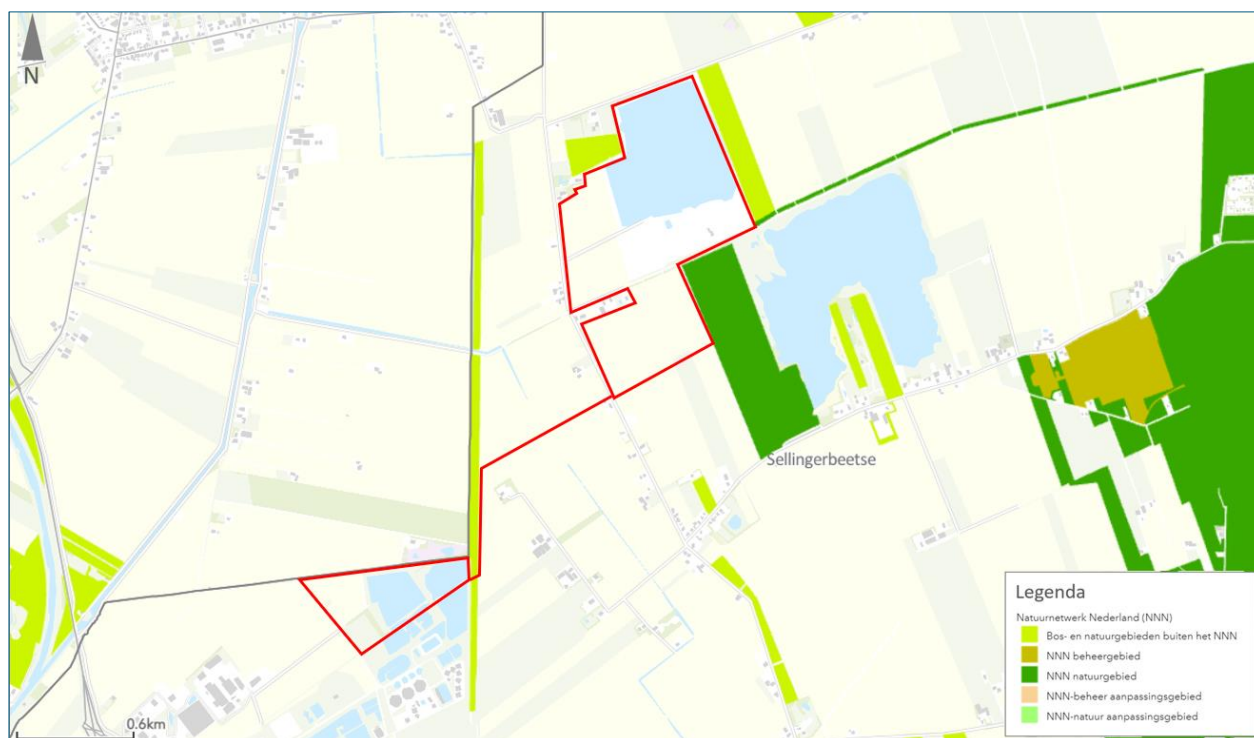 N
Sellingerbeetse
0.6km
Legenda
Natuurnetwerk Nederland (NNN)
Bos- en natuurgebieden buiten het NNN
NNN beheergebied
NNN natuurgebied
NNN-beheer aanpassingsgebied
NNN-natuur aanpassingsgebied